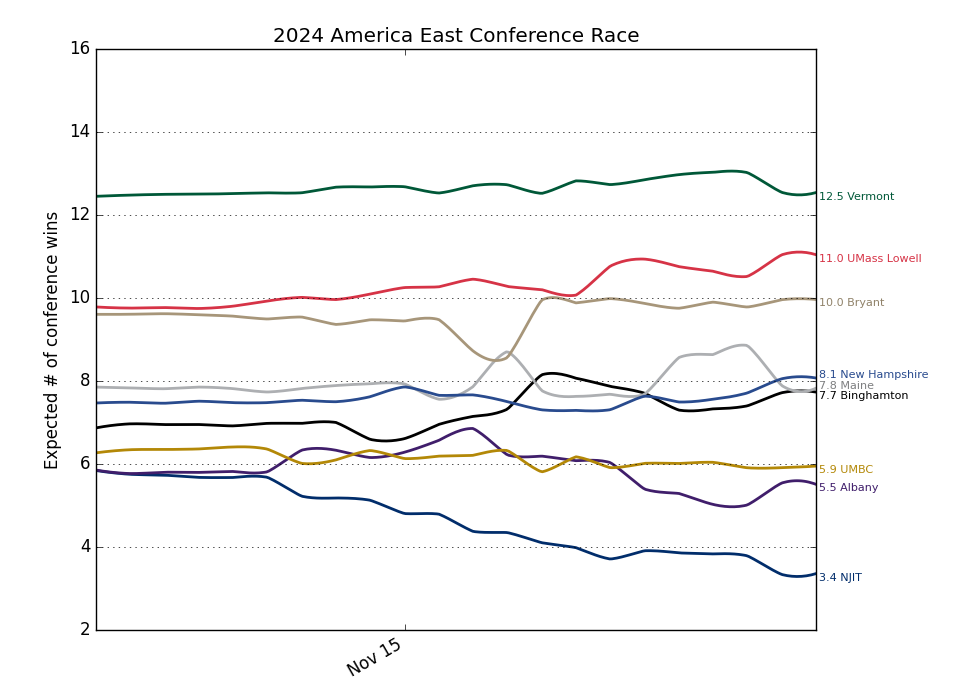 2024 America East Conference Race
Expected # of conference wins
16
14
12
10
8
6
4
2
Nov 15
12.5 Vermont
11.0 UMass Lowell
10.0 Bryant
8.1 New Hampshire
7.8 Maine
7.7 Binghamton
5.9 UMBC
5.5 Albany
3.4 NJIT